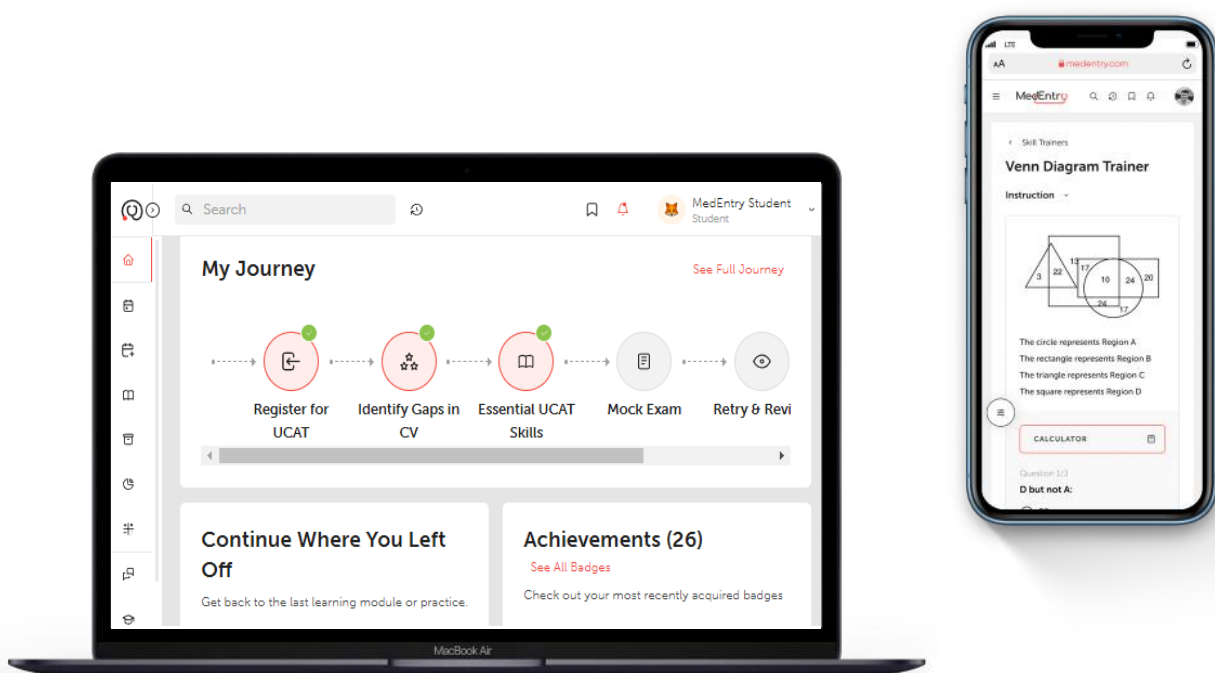 Search
MedEntry Student
Student
My Journey
See Full Journey
Register for
UCAT
Identify Gaps in
CV
Essential UCAT
Skills
Mock Exam
Retry & Revi
Continue Where You Left
Off
Get back to the last learning module or practice.
Achievements (26)
See All Badges
Check out your most recently acquired badges
MacBook Air
LTE
AA
medentry.com
MedEntry
Skill Trainers
Venn Diagram Trainer
Instruction
3
22
13
17
10
24
20
24
17
The circle represents Region A
The rectangle represents Region B
The triangle represents Region C
The square represents Region D
CALCULATOR
Question 1/3
D but not A: